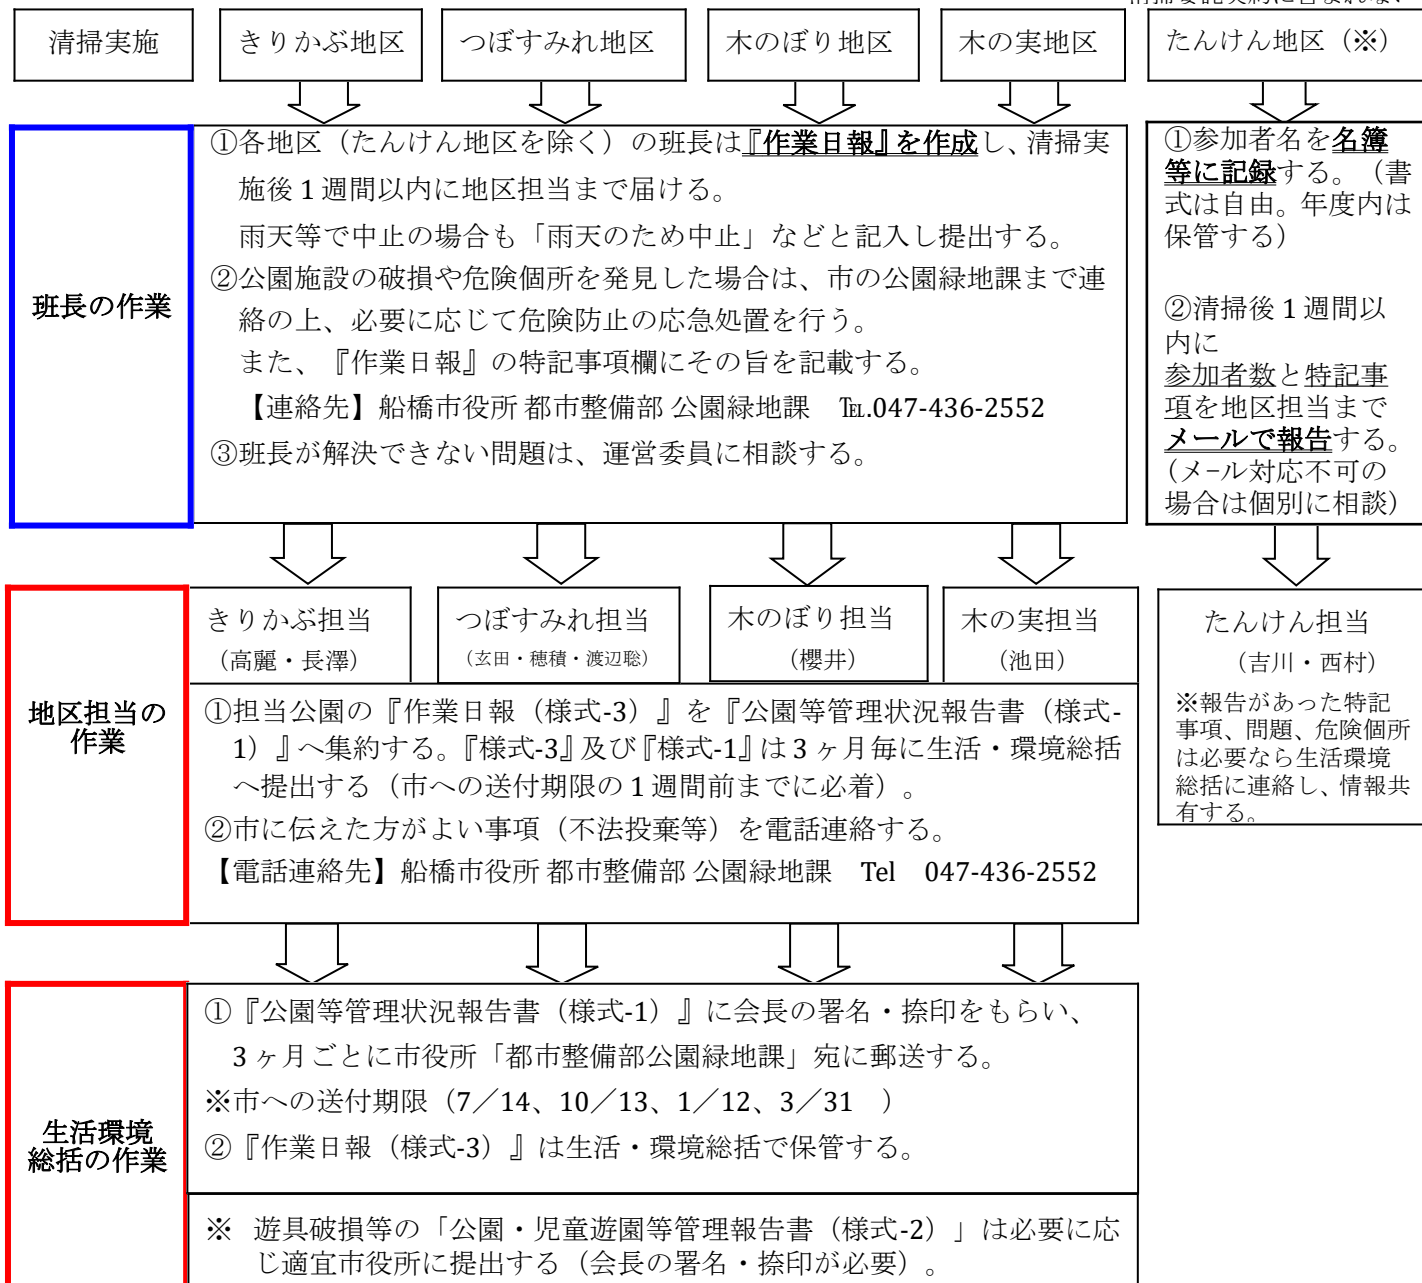 清掃実施
きりかぶ地区
つぼすみれ地区
木のぼり地区
木の実地区
たんけん地区（※）
班長の作業
①各地区（たんけん地区を除く）の班長は『作業日報』を作成し、清掃実
施後１週間以内に地区担当まで届ける。
雨天等で中止の場合も「雨天のため中止」などと記入し提出する。
②公園施設の破損や危険個所を発見した場合は、市の公園緑地課まで連
絡の上、必要に応じて危険防止の応急処置を行う。
また、『作業日報』の特記事項欄にその旨を記載する。
【連絡先】船橋市役所 都市整備部 公園緑地課　℡.047-436-2552
③班長が解決できない問題は、運営委員に相談する。
①参加者名を名簿
等に記録する。（書
式は自由。年度内は
保管する）
②清掃後１週間以
内に
参加者数と特記事
項を地区担当まで
メールで報告する。
（メール対応不可の
場合は個別に相談）
地区担当の
作業
きりかぶ担当
（高麗・長澤）
つぼすみれ担当
（玄田・穂積・渡辺聡）
木のぼり担当
（櫻井）
木の実担当
（池田）
たんけん担当
（吉川・西村）
①担当公園の『作業日報（様式-3）』を『公園等管理状況報告書（様式-
1）』へ集約する。『様式-3』及び『様式-1』は３ヶ月毎に生活・環境総括
へ提出する（市への送付期限の１週間前までに必着）。
②市に伝えた方がよい事項（不法投棄等）を電話連絡する。
【電話連絡先】船橋市役所 都市整備部 公園緑地課　Tel　047-436-2552
※報告があった特記
事項、問題、危険個所
は必要なら生活環境
総括に連絡し、情報共
有する。
生活環境
総括の作業
①『公園等管理状況報告書（様式-1）』に会長の署名・捺印をもらい、
３ヶ月ごとに市役所「都市整備部公園緑地課」宛に郵送する。
※市への送付期限（7／14、10／13、1／12、3／31　）
②『作業日報（様式-3）』は生活・環境総括で保管する。
※　遊具破損等の「公園・児童遊園等管理報告書（様式-2）」は必要に応
じ適宜市役所に提出する（会長の署名・捺印が必要）。